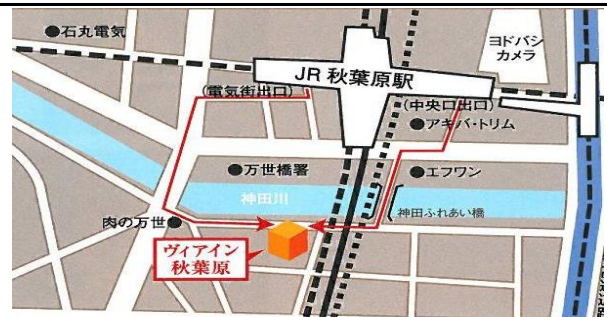 ●石丸電気
ヨドバシ
カメラ
JR 秋葉原駅
(電気街出口)
(中央口出口)
●アキバ・トリム
●万世橋署
●エフワン
神田川
神田ふれあい橋
肉の万世●
ヴィアイン
秋葉原